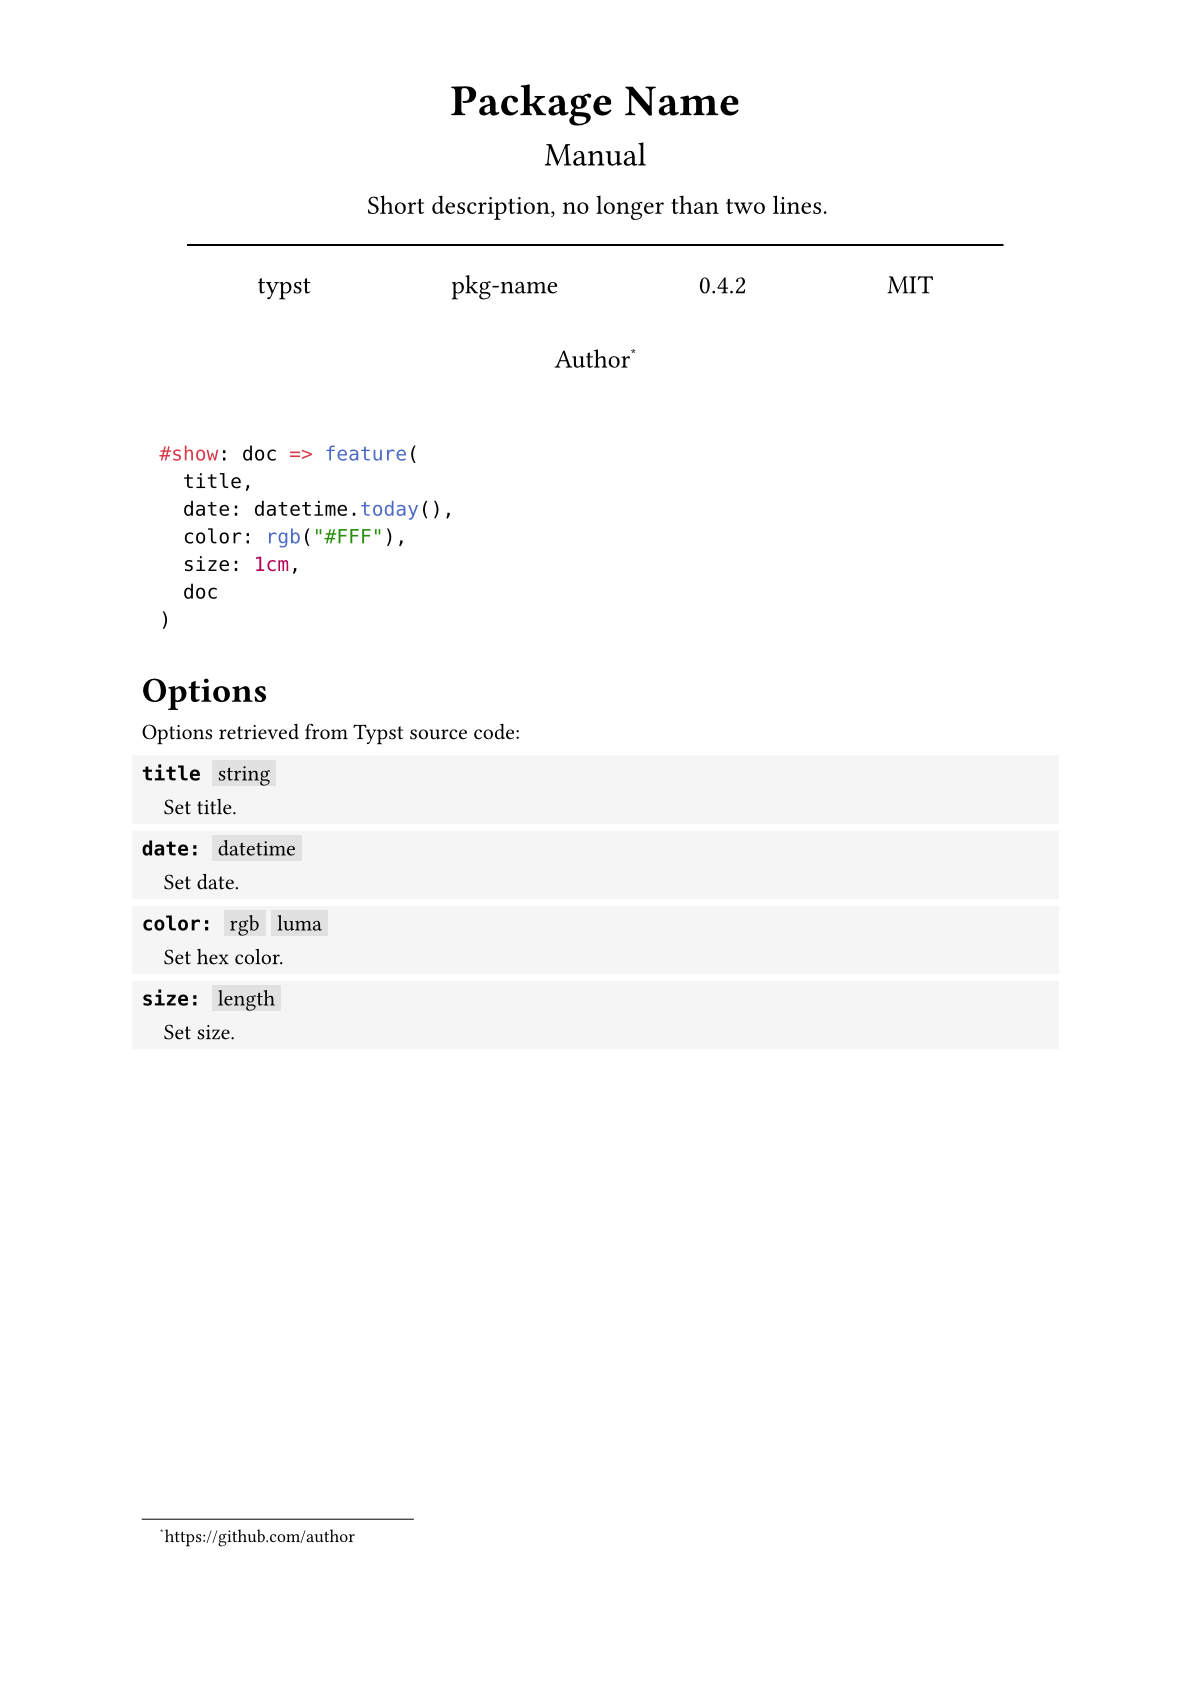 Package Name
Manual
Short description, no longer than two lines.
typst pkg-name 0.4.2 MIT
Author*
#show: doc => feature(
  title,
  date: datetime.today(),
  color: rgb("#FFF"),
  size: 1cm,
  doc
)
Options
Options retrieved from Typst source code:
title string
Set title.
date: datetime
Set date.
color: rgb luma
Set hex color.
size: length
Set size.
*https://github.com/author